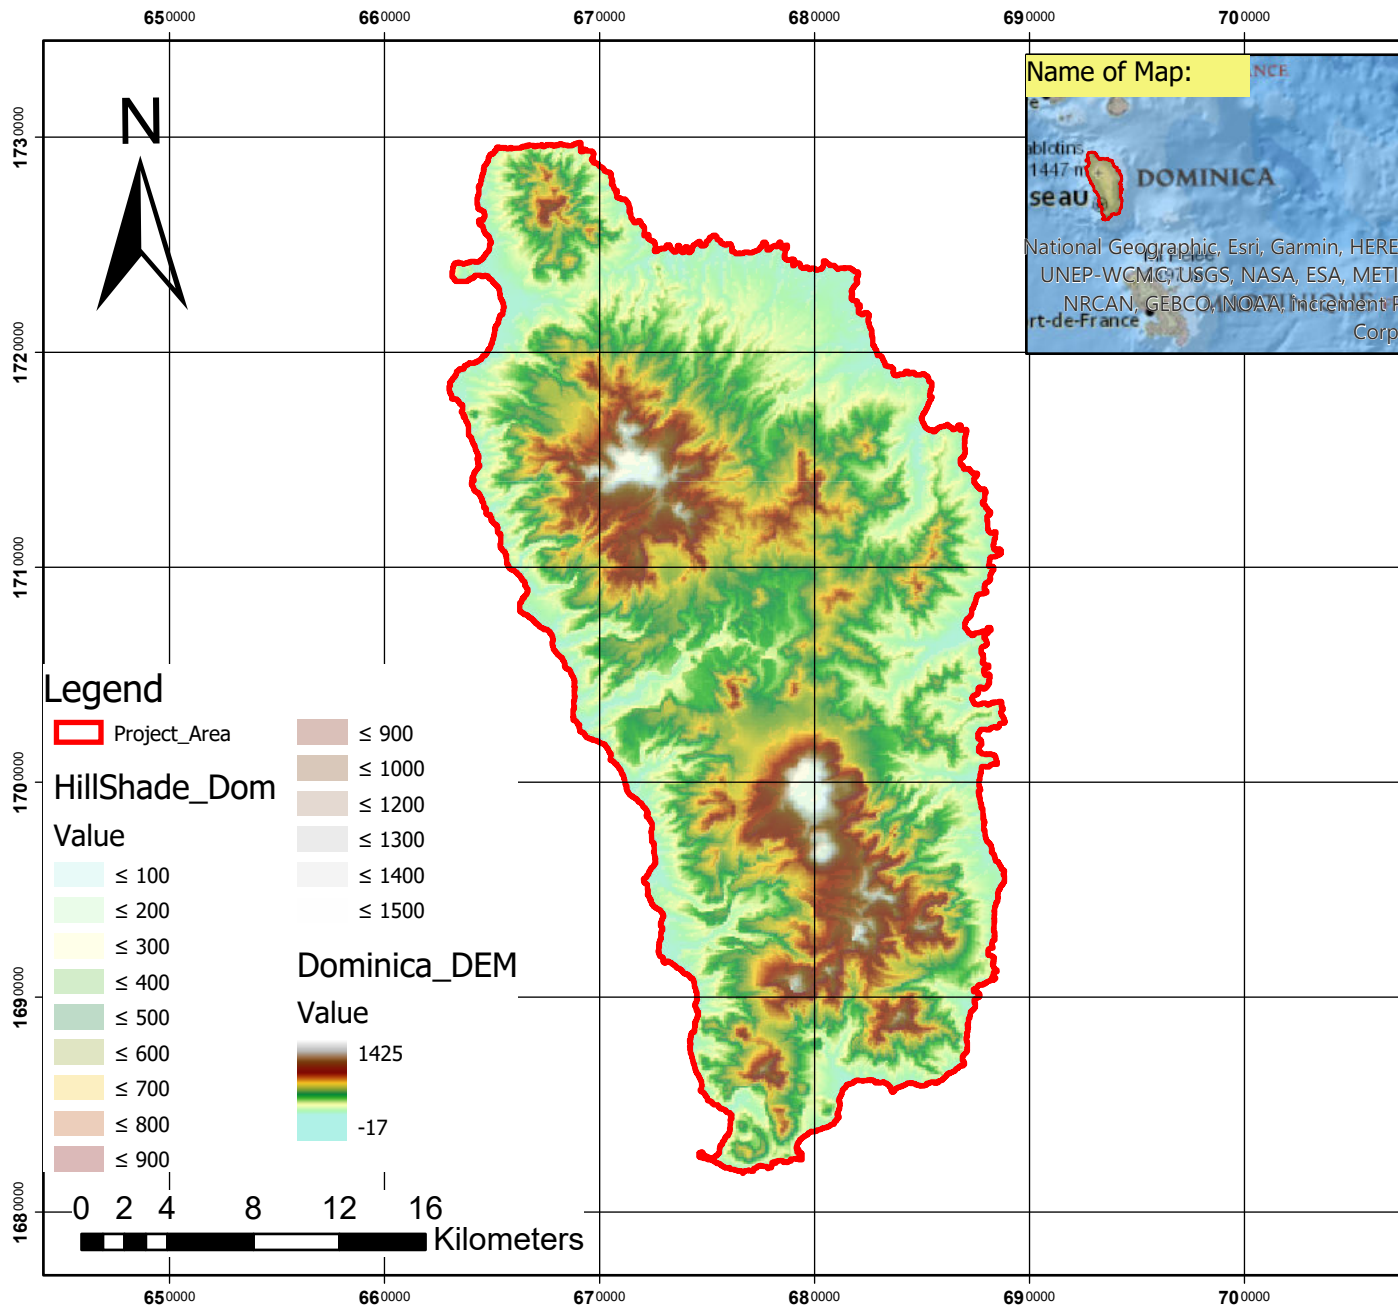 650000 660000 670000 680000 690000 700000
Name of Map:
NCE
N
1730000
1720000
1710000
1700000
1690000
1680000
ablotins
1447 m
seau
DOMINICA
National Geographic, Esri, Garmin, HERE
UNEP-WCMC, USGS, NASA, ESA, METI
NRCAN, GEBCO, NOAA, increment P
Corp
rt-de-France
Legend
Project_Area
HillShade_Dom
Value
≤ 100
≤ 200
≤ 300
≤ 400
≤ 500
≤ 600
≤ 700
≤ 800
≤ 900
≤ 900
≤ 1000
≤ 1200
≤ 1300
≤ 1400
≤ 1500
Dominica_DEM
Value
1425
-17
0 2 4 8 12 16
Kilometers
650000 660000 670000 680000 690000 700000